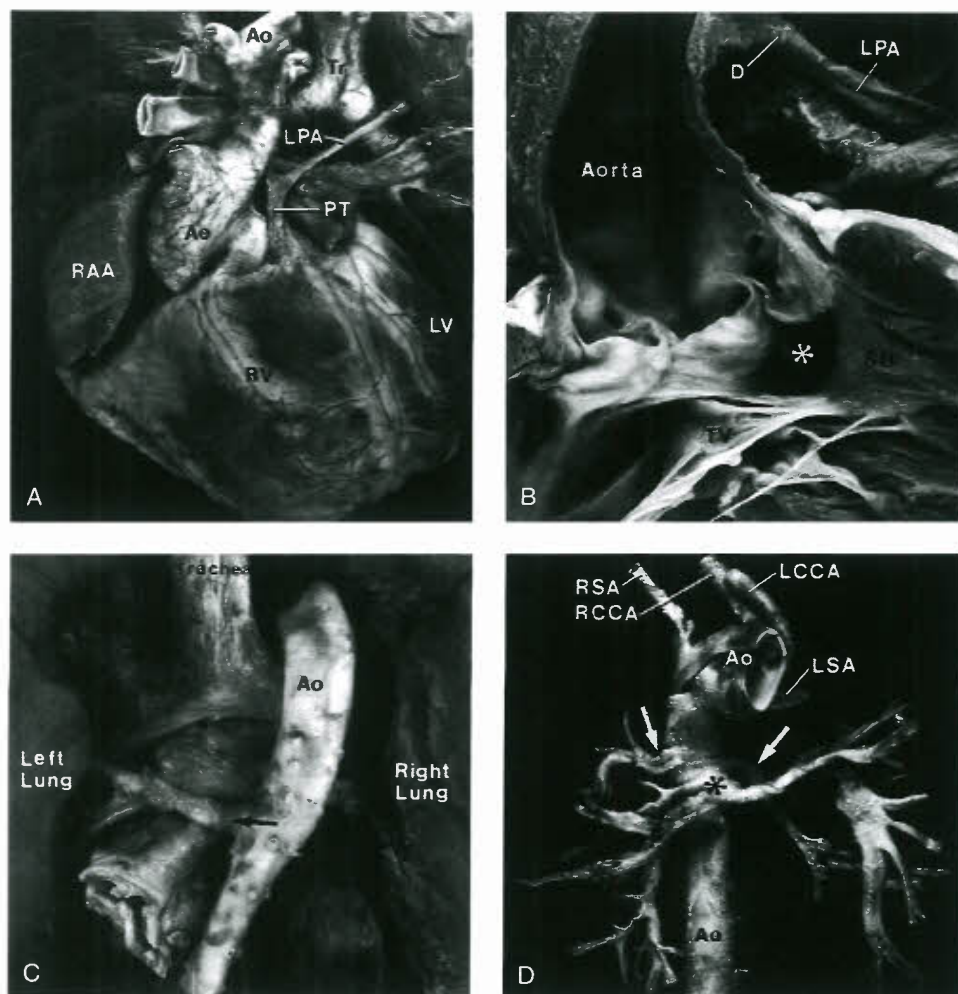 Ao
Tr
LPA
PT
Ao
RAA
LV
RV
A
D
LPA
Aorta
*
TV
B
Trachea
Ao
Left
Lung
Right
Lung
C
RSA
LCCA
RCCA
Ao
LSA
*
Ao
D